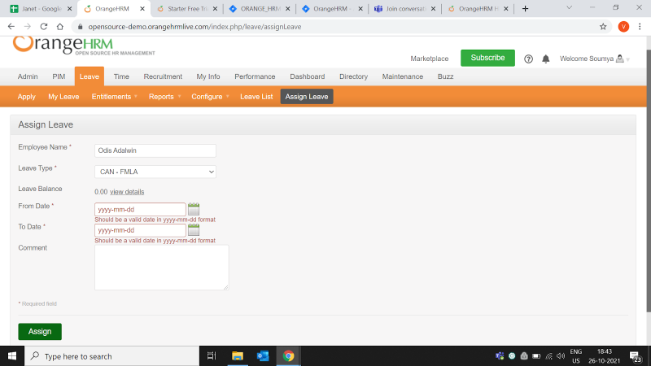 Janet - Google
OrangeHRM
Starter Free Tri
ORANGE_HRM
OrangeHRM -
Join conversati
OrangeHRM H
opensource-demo.orangehrmlive.com/index.php/leave/assignLeave
V
OrangeHRM
OPEN SOURCE HR MANAGEMENT
Marketplace Subscribe Welcome Soumya
Admin PIM Leave Time Recruitment My Info Performance Dashboard Directory Maintenance Buzz
Apply My Leave Entitlements Reports Configure Leave List Assign Leave
Assign Leave
Employee Name * Odis Adalwin
Leave Type * CAN - FMLA
Leave Balance 0.00 view details
From Date * yyyy-mm-dd
Should be a valid date in yyyy-mm-dd format
To Date * yyyy-mm-dd
Should be a valid date in yyyy-mm-dd format
Comment
* Required field
Assign
Type here to search
ENG 18:43
US 26-10-2021
23